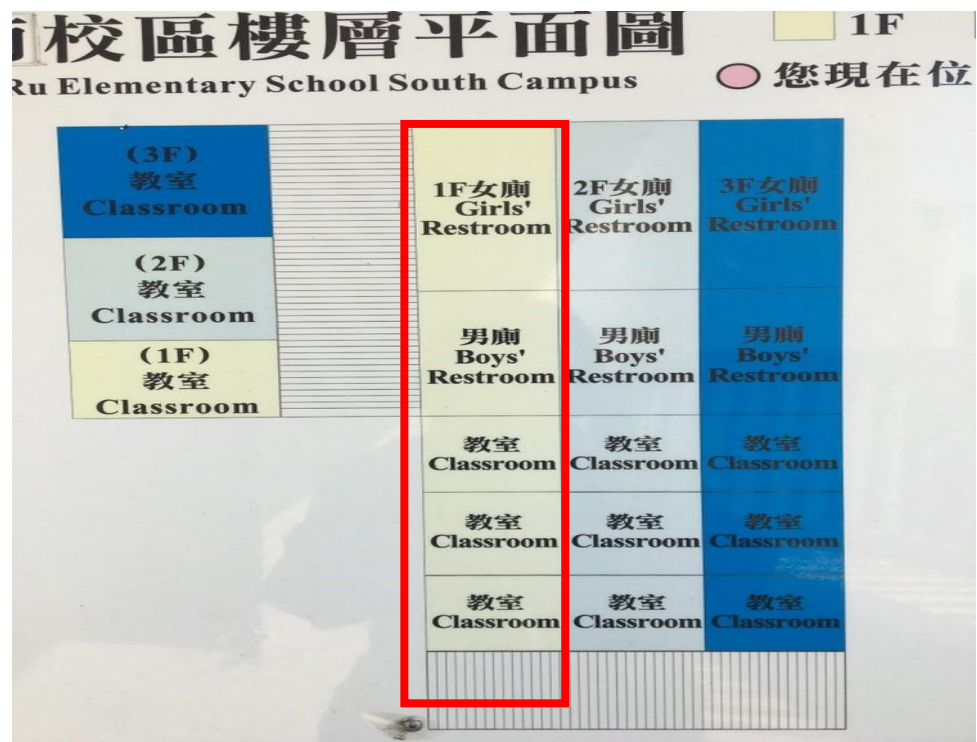 校區樓層平面圖
1F
Ru Elementary School South Campus
您現在位
(3F)
教室
Classroom
(2F)
教室
Classroom
(1F)
教室
Classroom
1F女廁
Girls'
Restroom
2F女廁
Girls'
Restroom
3F女廁
Girls'
Restroom
男廁
Boys'
Restroom
男廁
Boys'
Restroom
男廁
Boys'
Restroom
教室
Classroom
教室
Classroom
教室
Classroom
教室
Classroom
教室
Classroom
教室
Classroom
教室
Classroom
教室
Classroom
教室
Classroom